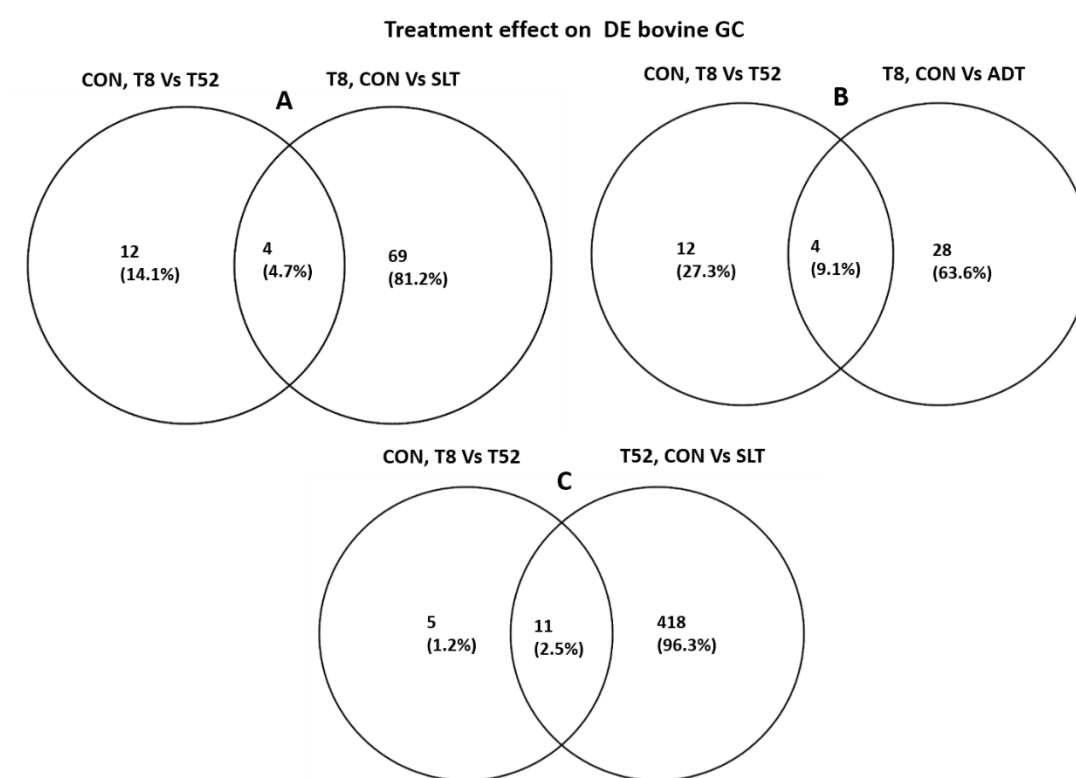 Treatment effect on DE bovine GC
CON, T8 Vs T52
A
T8, CON Vs SLT
12
(14.1%)
4
(4.7%)
69
(81.2%)
CON, T8 Vs T52
B
T8, CON Vs ADT
12
(27.3%)
4
(9.1%)
28
(63.6%)
CON, T8 Vs T52
C
T52, CON Vs SLT
5
(1.2%)
11
(2.5%)
418
(96.3%)